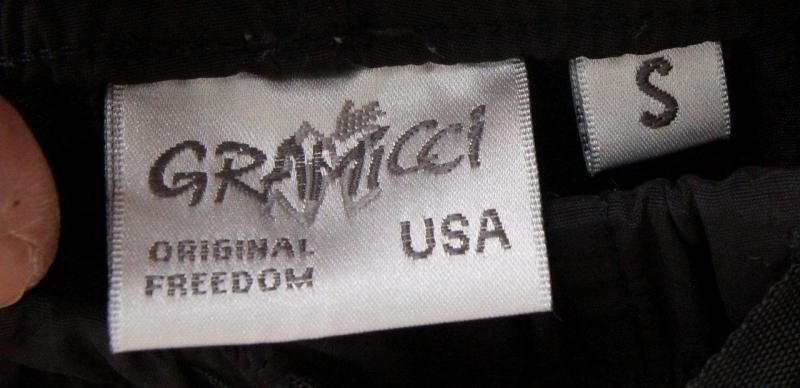 GRAMICCI
ORIGINAL
FREEDOM
USA
S